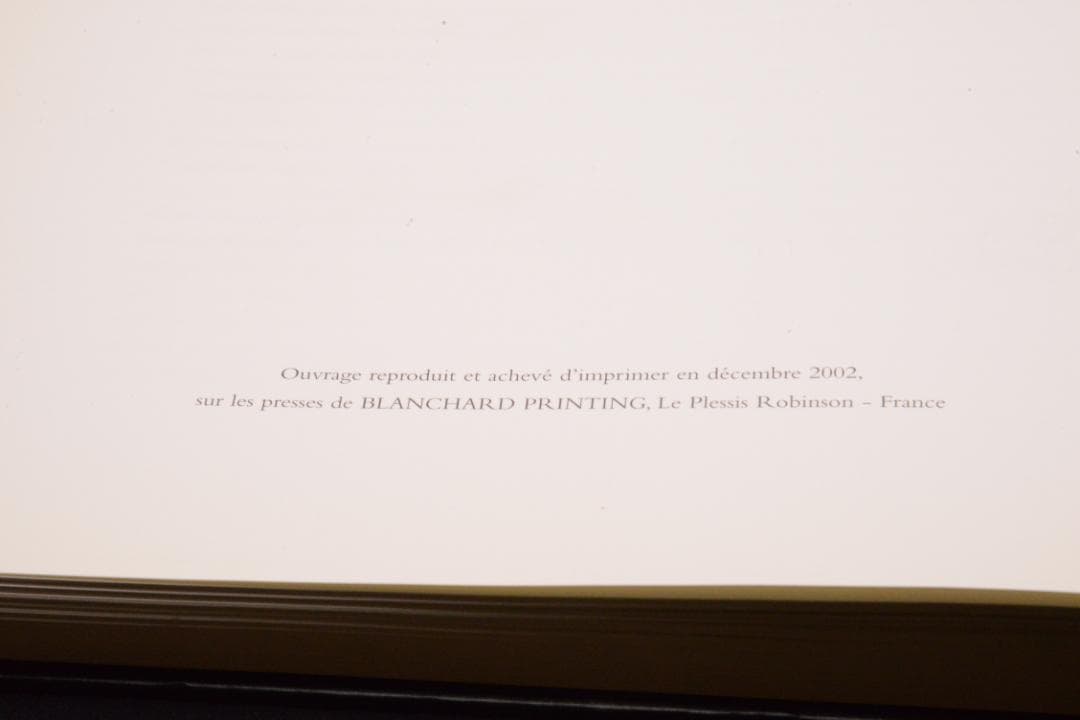 Ouvrage reproduit et achevé d'imprimer en décembre 2002,
sur les presses de BLANCHARD PRINTING, Le Plessis Robinson – France